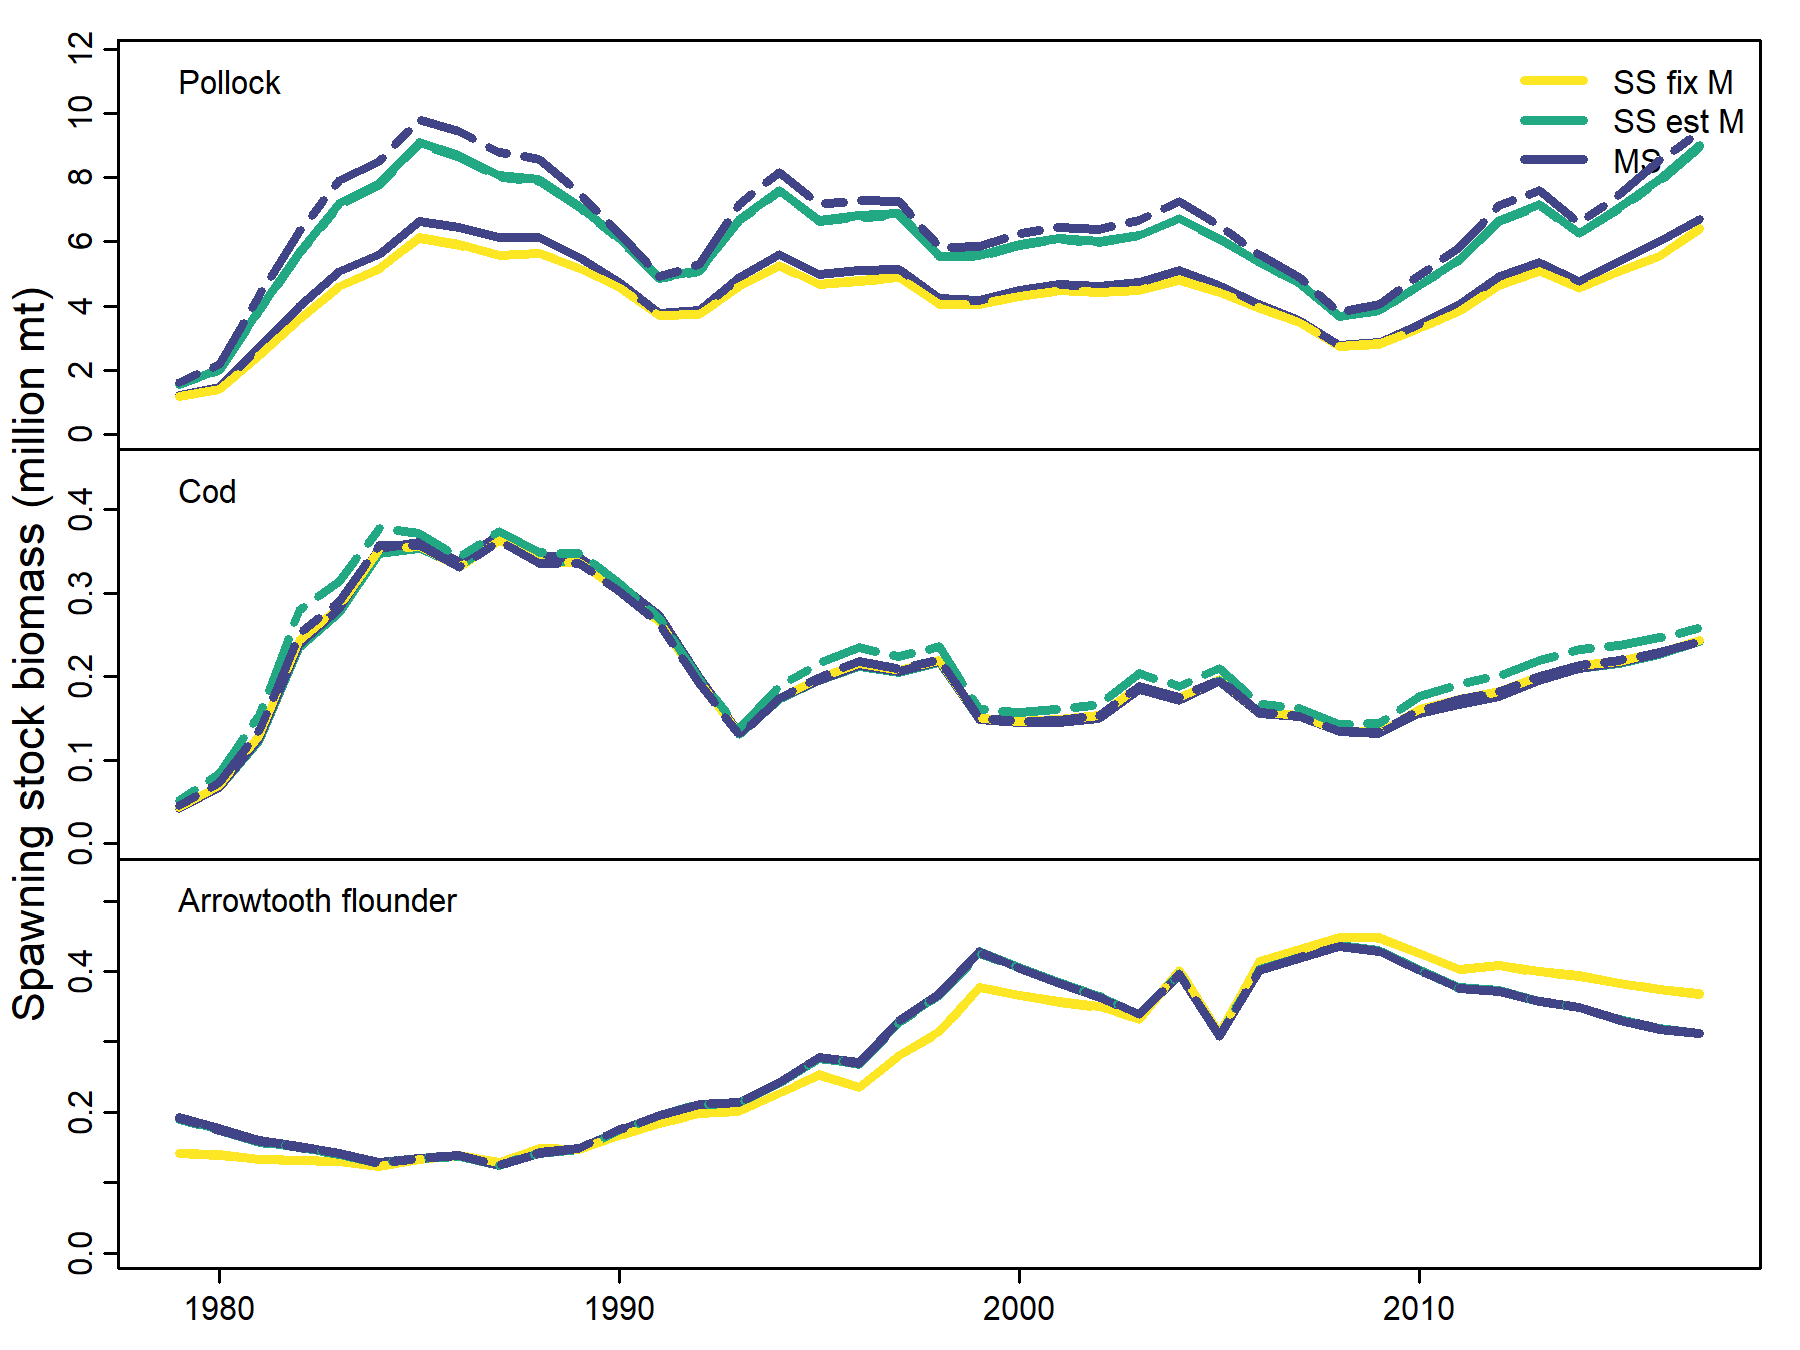 Spawning stock biomass (million mt)
12
10
8
6
4
2
0
Pollock
SS fix M
SS est M
MS
0.4
0.3
0.2
0.1
0.0
Cod
0.4
0.2
0.0
Arrowtooth flounder
1980 1990 2000 2010